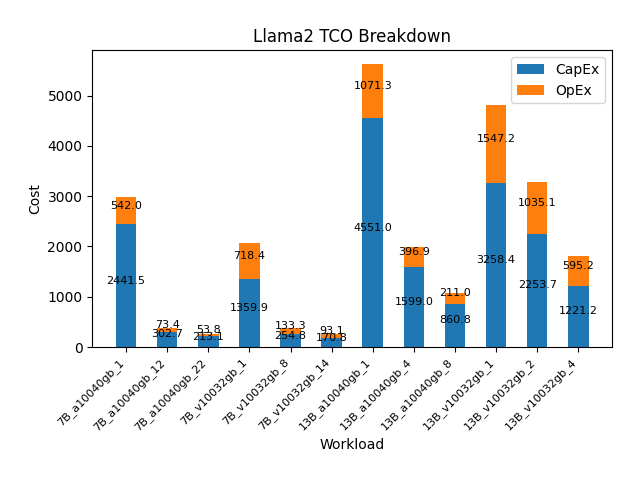 Llama2 TCO Breakdown
CapEx
OpEx
Cost
5000
4000
3000
2000
1000
0
542.0
2441.5
73.4
302.7
53.8
213.1
718.4
1359.9
133.3
254.8
93.1
170.8
1071.3
4551.0
396.9
1599.0
211.0
860.8
1547.2
3258.4
1035.1
2253.7
595.2
1221.2
7B_a10040gb_1
7B_a10040gb_12
7B_a10040gb_22
7B_v10032gb_1
7B_v10032gb_8
7B_v10032gb_14
13B_a10040gb_1
13B_a10040gb_4
13B_a10040gb_8
13B_v10032gb_1
13B_v10032gb_2
13B_v10032gb_4
Workload